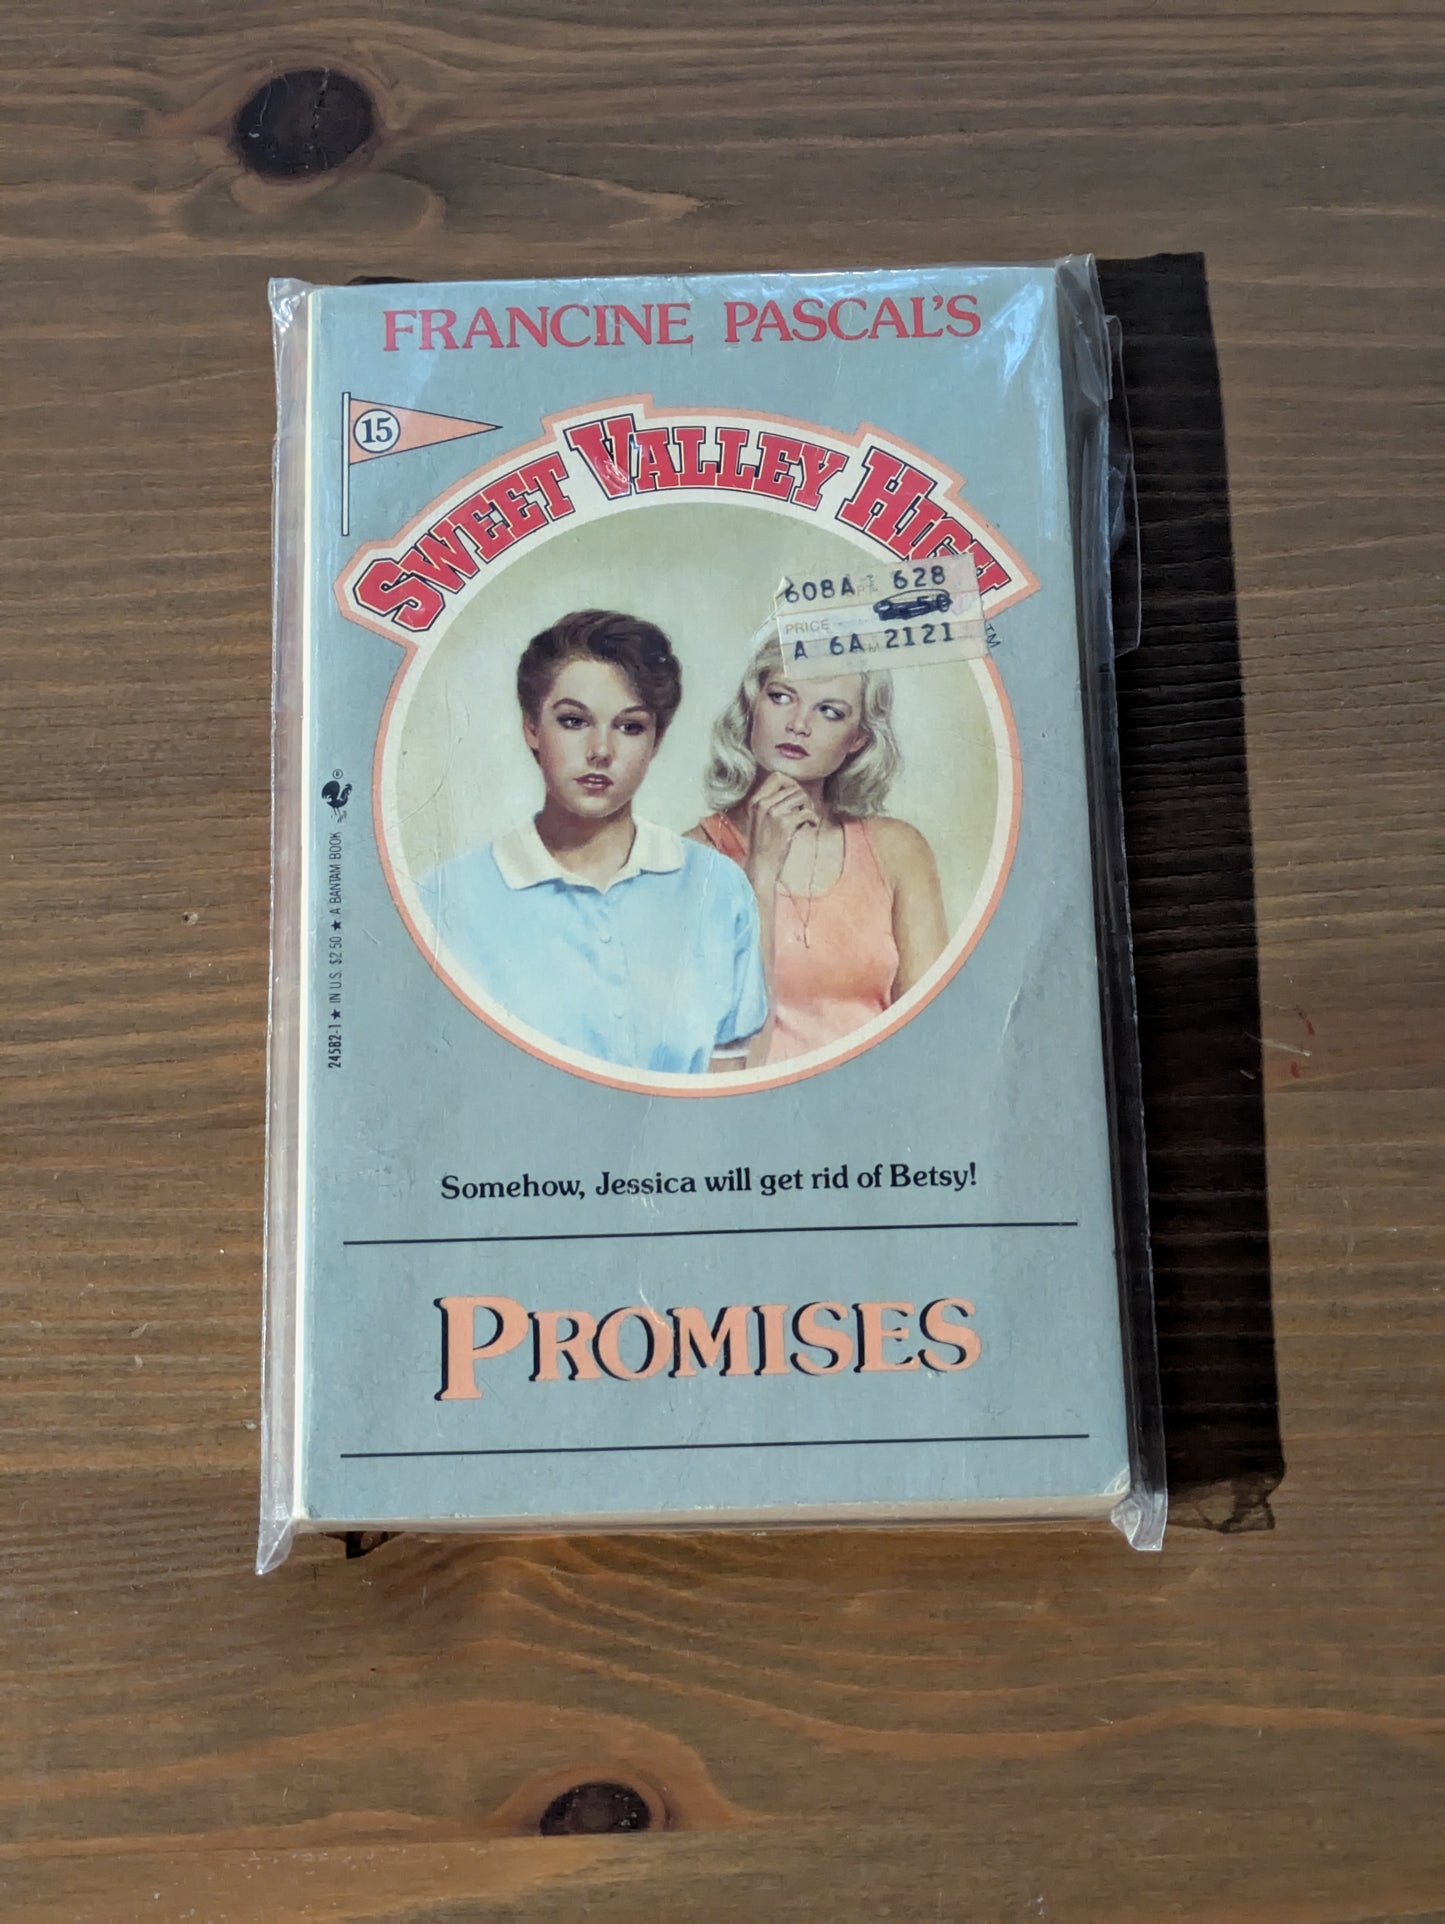 FRANCINE PASCAL'S
15
SWEET VALLEY HIGH
TM
608A 628
PRICE
A 6A 2121
24582-1 ★ IN U.S. $2.50 ★ A BANTAM BOOK ®
Somehow, Jessica will get rid of Betsy!
PROMISES